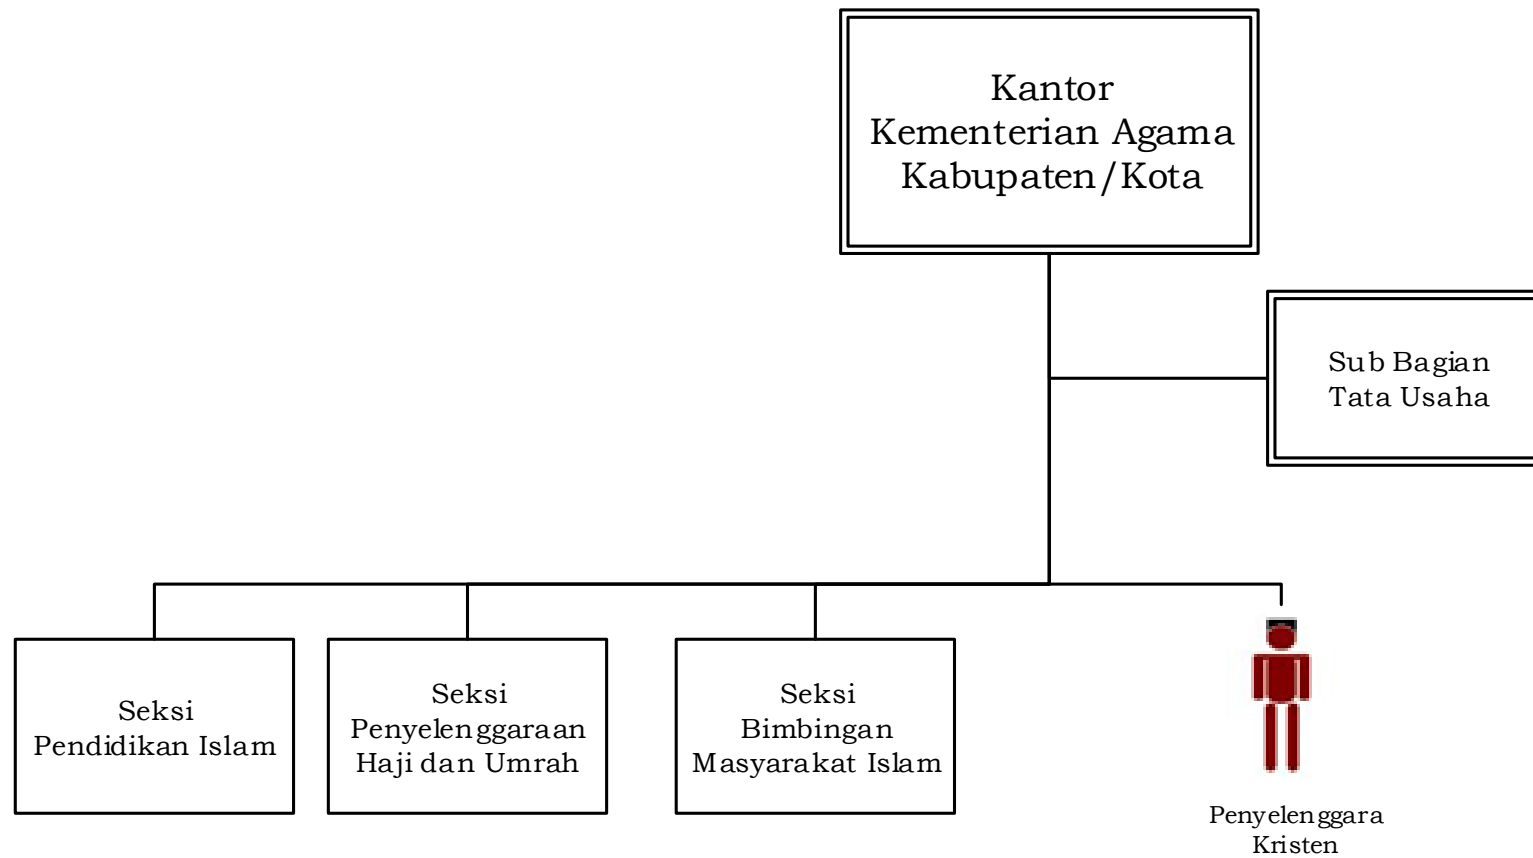 Kantor
Kementerian Agama
Kabupaten/Kota
Sub Bagian
Tata Usaha
Seksi
Pendidikan Islam
Seksi
Penyelenggaraan
Haji dan Umrah
Seksi
Bimbingan
Masyarakat Islam
Penyelenggara
Kristen